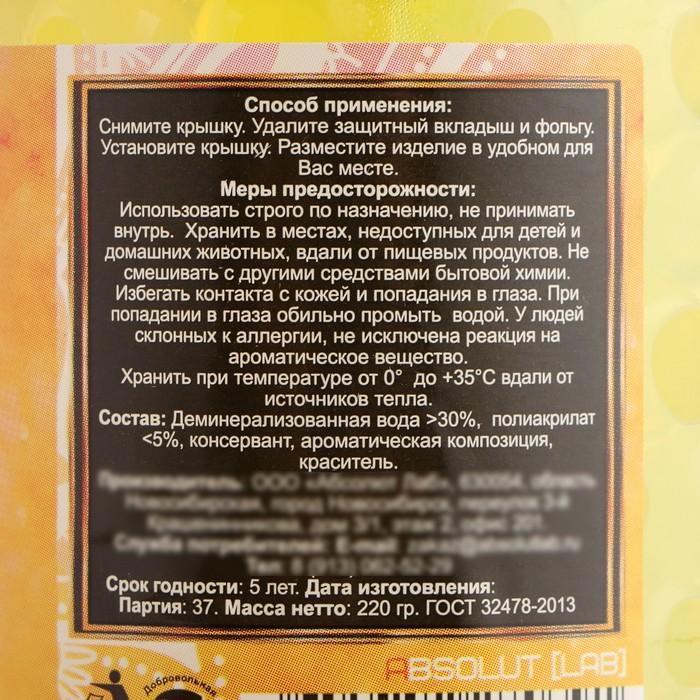 Способ применения:
Снимите крышку. Удалите защитный вкладыш и фольгу.
Установите крышку. Разместите изделие в удобном для
Вас месте.
Меры предосторожности:
Использовать строго по назначению, не принимать
внутрь. Хранить в местах, недоступных для детей и
домашних животных, вдали от пищевых продуктов. Не
смешивать с другими средствами бытовой химии.
Избегать контакта с кожей и попадания в глаза. При
попадании в глаза обильно промыть водой. У людей
склонных к аллергии, не исключена реакция на
ароматическое вещество.
Хранить при температуре от 0° до +35°С вдали от
источников тепла.
Состав: Деминерализованная вода >30%, полиакрилат
<5%, консервант, ароматическая композиция,
краситель.
Срок годности: 5 лет. Дата изготовления:
Партия: 37. Масса нетто: 220 гр. ГОСТ 32478-2013
ABSOLUT [LAB]
Добровольная